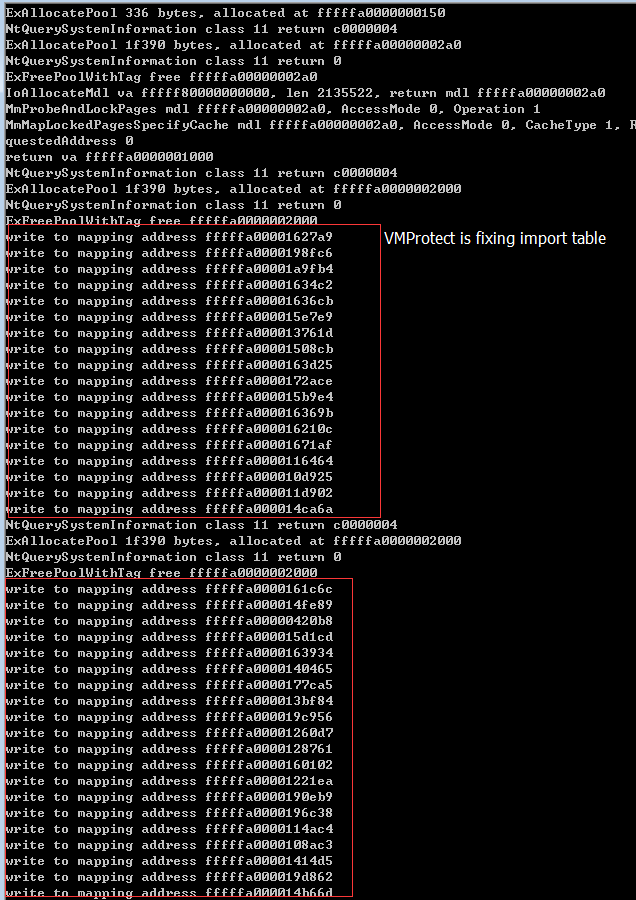 ExAllocatePool 336 bytes, allocated at fffffa0000000150
NtQuerySystemInformation class 11 return c0000004
ExAllocatePool 1f390 bytes, allocated at fffffa00000002a0
NtQuerySystemInformation class 11 return 0
ExFreePoolWithTag free fffffa00000002a0
IoAllocateMdl va fffff80000000000, len 2135522, return mdl fffffa00000002a0
MmProbeAndLockPages mdl fffffa00000002a0, AccessMode 0, Operation 1
MmMapLockedPagesSpecifyCache mdl fffffa00000002a0, AccessMode 0, CacheType 1, R
questedAddress 0
return va fffffa0000001000
NtQuerySystemInformation class 11 return c0000004
ExAllocatePool 1f390 bytes, allocated at fffffa0000002000
NtQuerySystemInformation class 11 return 0
ExFreePoolWithTag free fffffa0000002000
write to mapping address fffffa00001627a9 VMProtect is fixing import table
write to mapping address fffffa0000198fc6
write to mapping address fffffa00001a9fb4
write to mapping address fffffa00001634c2
write to mapping address fffffa00001636cb
write to mapping address fffffa000015e7e9
write to mapping address fffffa000013761d
write to mapping address fffffa00001508cb
write to mapping address fffffa0000163d25
write to mapping address fffffa0000172ace
write to mapping address fffffa000015b9e4
write to mapping address fffffa000016369b
write to mapping address fffffa000016210c
write to mapping address fffffa00001671af
write to mapping address fffffa0000116464
write to mapping address fffffa000010d925
write to mapping address fffffa000011d902
write to mapping address fffffa000014ca6a
NtQuerySystemInformation class 11 return c0000004
ExAllocatePool 1f390 bytes, allocated at fffffa0000002000
NtQuerySystemInformation class 11 return 0
ExFreePoolWithTag free fffffa0000002000
write to mapping address fffffa0000161c6c
write to mapping address fffffa000014fe89
write to mapping address fffffa00000420b8
write to mapping address fffffa000015d1cd
write to mapping address fffffa0000163934
write to mapping address fffffa0000140465
write to mapping address fffffa0000177ca5
write to mapping address fffffa000013bf84
write to mapping address fffffa000019c956
write to mapping address fffffa00001260d7
write to mapping address fffffa0000128761
write to mapping address fffffa0000160102
write to mapping address fffffa00001221ea
write to mapping address fffffa0000190eb9
write to mapping address fffffa0000196c38
write to mapping address fffffa0000114ac4
write to mapping address fffffa0000108ac3
write to mapping address fffffa00001414d5
write to mapping address fffffa000019d862
write to mapping address fffffa000014b66d